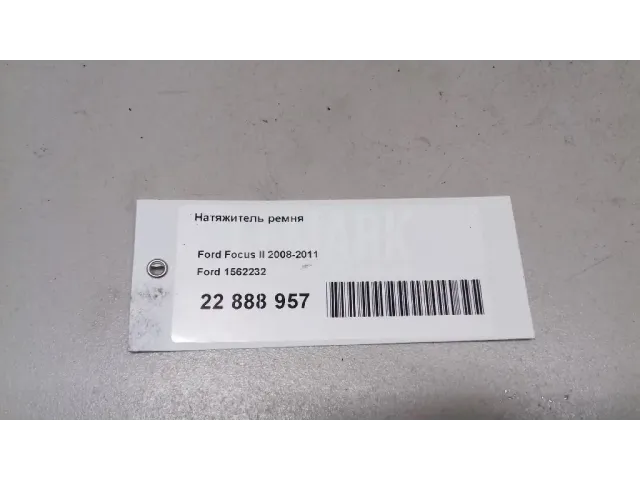 Натяжитель ремня
Ford Focus II 2008-2011
Ford 1562232
22 888 957